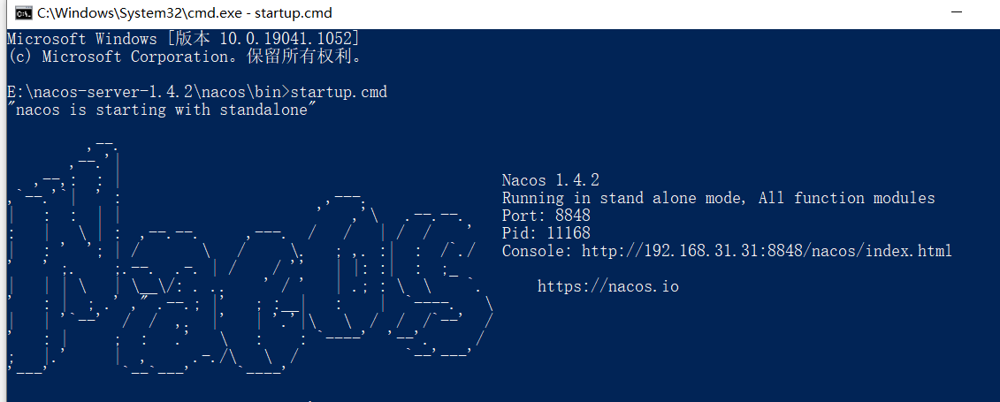 C:\Windows\System32\cmd.exe - startup.cmd
Microsoft Windows [版本 10.0.19041.1052]
(c) Microsoft Corporation。保留所有权利。
E:\nacos-server-1.4.2\nacos\bin>startup.cmd
"nacos is starting with standalone"
Nacos 1.4.2
Running in stand alone mode, All function modules
Port: 8848
Pid: 11168
Console: http://192.168.31.31:8848/nacos/index.html
https://nacos.io